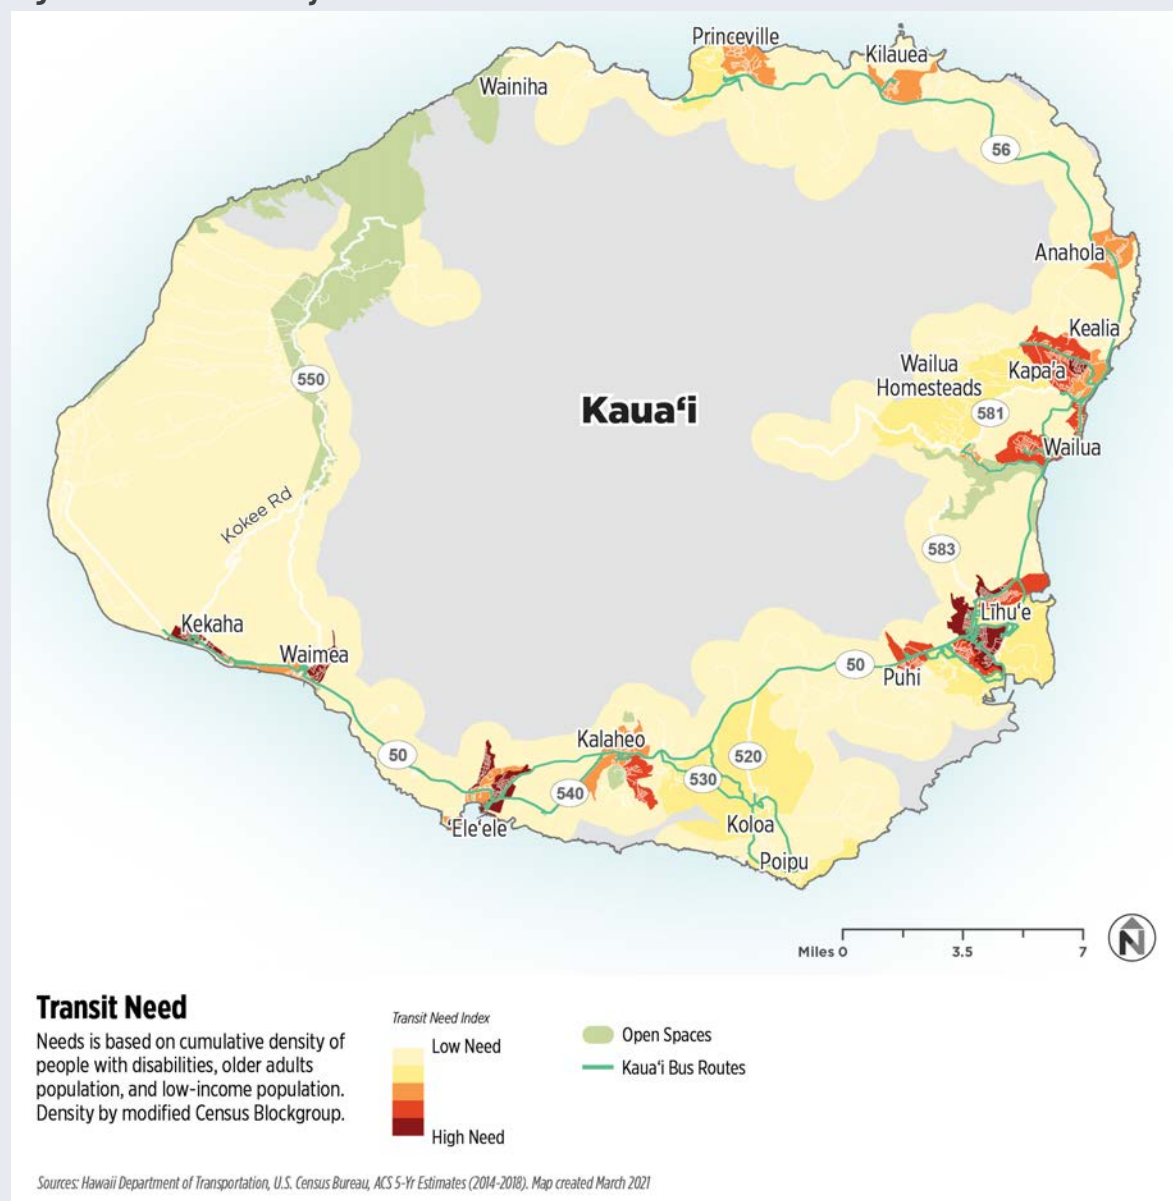 Princeville
Kilauea
Wainiha
56
Anahola
Kealia
Wailua
Homesteads
Kapa'a
550
581
Kaua‘i
Wailua
Kokee Rd
583
Līhu‘e
Kekaha
Waimea
50
Puhi
50
Kalaheo
520
530
540
‘Ele‘ele
Koloa
Poipu
Miles 0 3.5 7
N
Transit Need
Needs is based on cumulative density of
people with disabilities, older adults
population, and low-income population.
Density by modified Census Blockgroup.
Transit Need Index
Low Need
High Need
Open Spaces
Kaua‘i Bus Routes
Sources: Hawaii Department of Transportation, U.S. Census Bureau, ACS 5-Yr Estimates (2014-2018). Map created March 2021